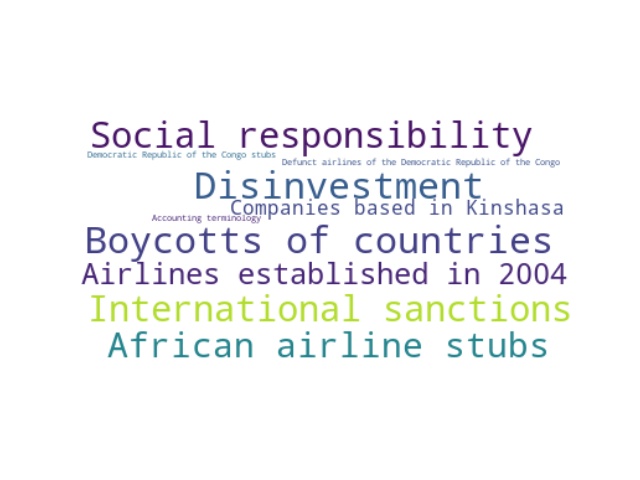 Social responsibility
Democratic Republic of the Congo stubs
Defunct airlines of the Democratic Republic of the Congo
Disinvestment
Companies based in Kinshasa
Accounting terminology
Boycotts of countries
Airlines established in 2004
International sanctions
African airline stubs